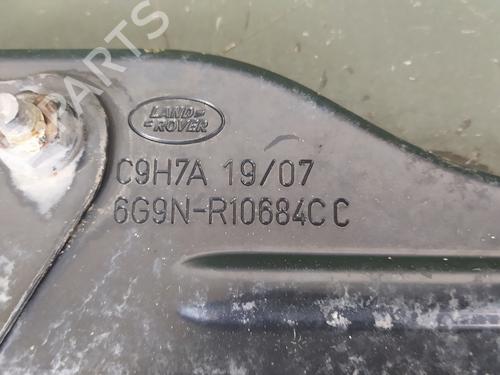 B-PARTS
LAND-
ROVER
C9H7A 19/07
6G9N-R10684CC